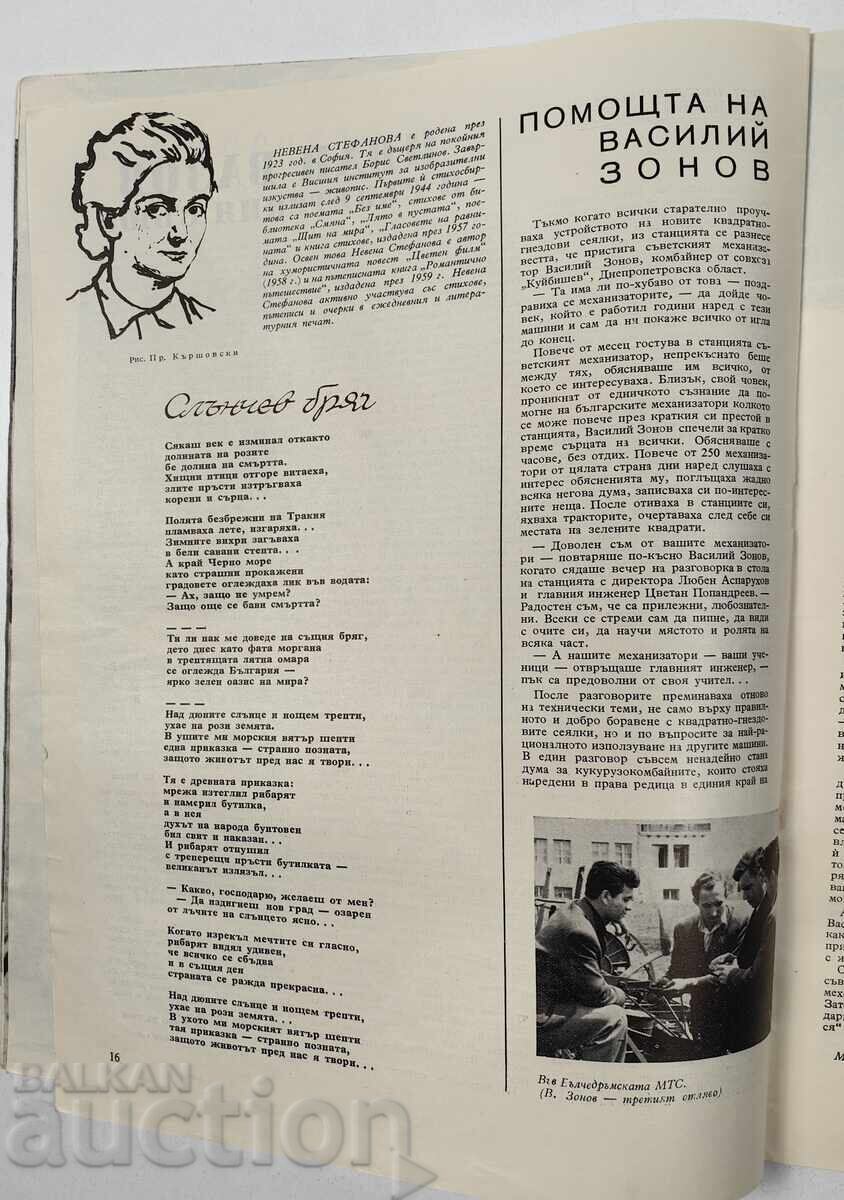 НЕВЕНА СТЕФАНОВА е родена през
1923 год. в София. Тя е дъщеря на покойния
прогресивен писател Борис Светлинов. Завър-
шила е Висшия институт за изобразителни
изкуства — живопис. Първите ѝ стихосбир-
ки излизат след 9 септември 1944 година —
това са поемата „Без име“, стихове от би-
блиотека „Смяна“, „Лято в пустата“, пое-
мата „Щит на мира“, „Гласовете на равни-
ната“ и книга стихове, издадена през 1957 го-
дина. Освен това Невена Стефанова е автор
на хумористичната повест „Цветен филм“
(1958 г.) и на пътеписната книга „Романтично
пътешествие“, издадена през 1959 г. Невена
Стефанова активно участвува със стихове,
пътеписи и очерки в ежедневния и литера-
турния печат.
Рис. Пр. Кършовски
Слънчев бряг
Сякаш век е изминал откакто
долината на розите
бе долина на смъртта.
Хищни птици отгоре витаеха,
злите пръсти изтръгваха
корени и сърца. . .
Полята безбрежни на Тракия
пламваха лете, изгаряха. . .
Зимните вихри загъваха
в бели савани степта. . .
А край Черно море
като страшни прокажени
градовете оглеждаха лик във водата:
— Ах, защо не умрем?
Защо още се бави смъртта?
— — —
Ти ли пак ме доведе на същия бряг,
дето днес като фата моргана
в трептящата лятна омара
се оглежда България —
ярко зелен оазис на мира?
— — —
Над дюните слънце и нощем трепти,
ухае на рози земята.
В ушите ми морския вятър шепти
една приказка — странно позната,
защото животът пред нас я твори. . .
Тя е древната приказка:
мрежа изтеглил рибарят
и намерил бутилка,
а в нея
духът на народа бунтовен
бил свит и наказан. . .
И рибарят отпушил
с треперещи пръсти бутилката —
великанът излязъл. . .
— Какво, господарю, желаеш от мен?
— Да издигнеш нов град — озарен
от лъчите на слънцето ясно. . .
Когато изрекъл мечтите си гласно,
рибарят видял удивен,
че всичко се сбъдва
и в същия ден
страната се ражда прекрасна. . .
Над дюните слънце и нощем трепти,
ухае на рози земята. . .
В ухото ми морският вятър шепти
тая приказка — странно позната,
защото животът пред нас я твори. . .
16
ПОМОЩТА НА
ВАСИЛИЙ
ЗОНОВ
Тъкмо когато всички старателно проуч-
ваха устройството на новите квадратно-
гнездови сеялки, из станцията се разнесе
вестта, че пристига съветският механиза-
тор Василий Зонов, комбайнер от совхоз
„Куйбишев“, Днепропетровска област.
— Та има ли по-хубаво от това — позд-
равиха се механизаторите, — да дойде чо-
век, който е работил години наред с тези
машини и сам да ни покаже всичко от игла
до конец.
Повече от месец гостува в станцията съ-
ветският механизатор, непрекъснато беше
между тях, обясняваше им всичко, от
което се интересуваха. Близък, свой човек,
проникнат от едничкото съзнание да по-
могне на българските механизатори колкото
се може повече през краткия си престой в
станцията, Василий Зонов спечели за кратко
време сърцата на всички. Обясняваше с
часове, без отдих. Повече от 250 механиза-
тори от цялата страна дни наред слушаха с
интерес обясненията му, поглъщаха жадно
всяка негова дума, записваха си по-интерес-
ните неща. После отиваха в станциите си,
яхваха тракторите, очертаваха след себе си
местата на зелените квадрати.
— Доволен съм от вашите механизато-
ри — повтаряше по-късно Василий Зонов,
когато сядаше вечер на разговорка в стола
на станцията с директора Любен Аспарухов
и главния инженер Цветан Попандреев. —
Радостен съм, че са прилежни, любознател-
ни. Всеки се стреми сам да пипне, да види
с очите си, да научи мястото и ролята на
всяка част.
— А нашите механизатори — ваши уче-
ници — отвръщаше главният инженер, —
пък са предоволни от своя учител. . .
После разговорите преминаваха отново
на технически теми, не само върху правил-
ното и добро боравене с квадратно-гнездо-
вите сеялки, но и по въпросите за най-ра-
ционалното използуване на другите машини.
В един разговор съвсем ненадейно стана
дума за кукурузокомбайните, които стояха
наредени в права редица в единия край на
Във Вълчедръмската МТС.
(В. Зонов — третият отляво)
BALKAN
auction